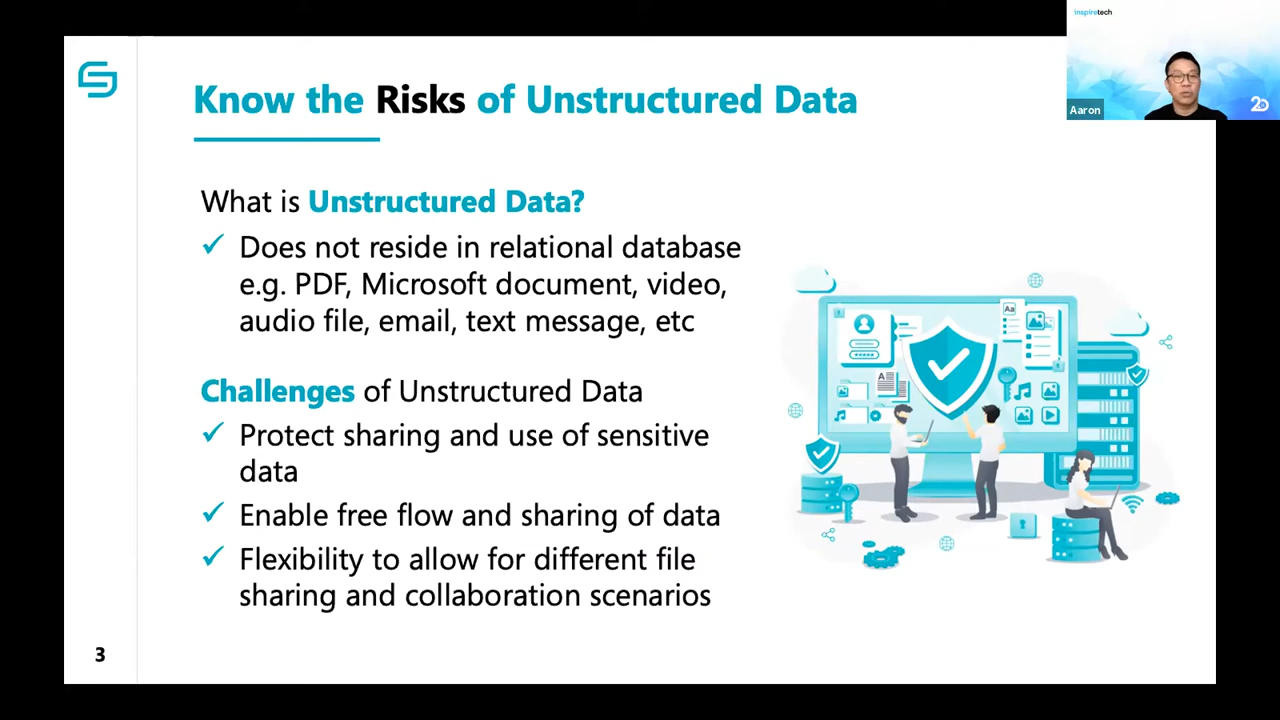 inspiretech
Aaron
20
Know the Risks of Unstructured Data
What is Unstructured Data?
Does not reside in relational database
e.g. PDF, Microsoft document, video,
audio file, email, text message, etc
Challenges of Unstructured Data
Protect sharing and use of sensitive
data
Enable free flow and sharing of data
Flexibility to allow for different file
sharing and collaboration scenarios
Aa
A
3